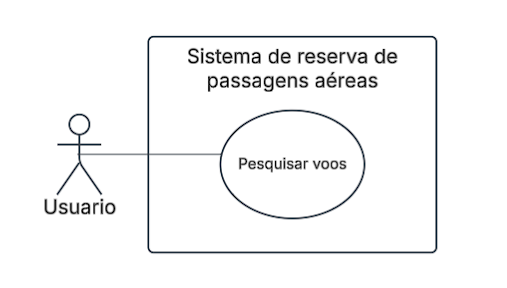 Sistema de reserva de
passagens aéreas
Pesquisar voos
Usuario